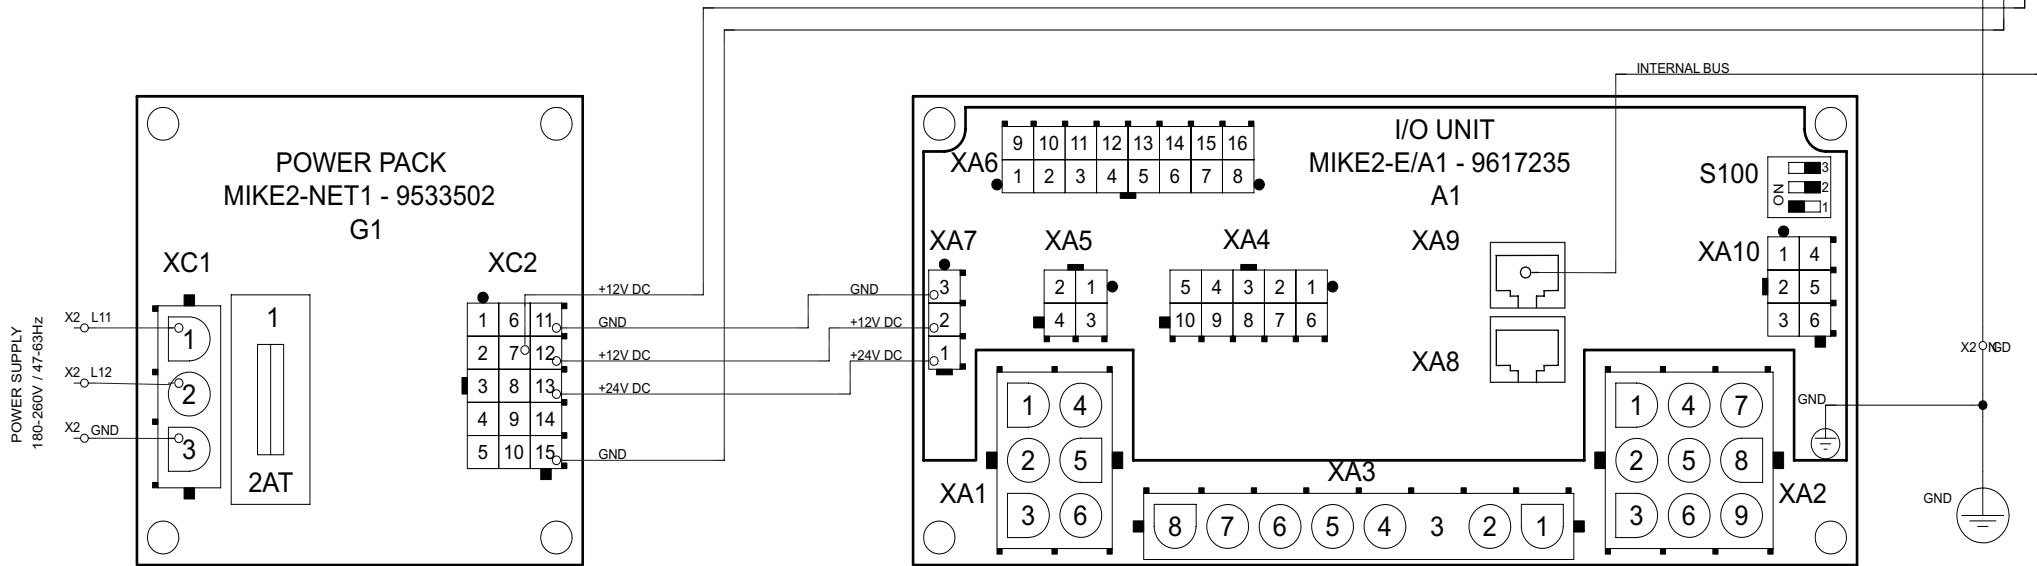 INTERNAL BUS
POWER PACK
MIKE2-NET1 - 9533502
G1
XC1
XC2
1
2AT
1
2
3
X2 L11
X2 L12
X2 GND
POWER SUPPLY
180-260V / 47-63Hz
1 6 11
2 7 12
3 8 13
4 9 14
5 10 15
+12V DC
GND
+12V DC
+24V DC
GND
GND
+12V DC
+24V DC
I/O UNIT
MIKE2-E/A1 - 9617235
A1
XA6
9 10 11 12 13 14 15 16
1 2 3 4 5 6 7 8
S100
ON
3
2
1
XA7
3
2
1
XA5
2 1
4 3
XA4
5 4 3 2 1
10 9 8 7 6
XA9
XA8
XA10
1 4
2 5
3 6
XA1
1 4
2 5
3 6
XA3
8 7 6 5 4 3 2 1
XA2
1 4 7
2 5 8
3 6 9
GND
X2
GND